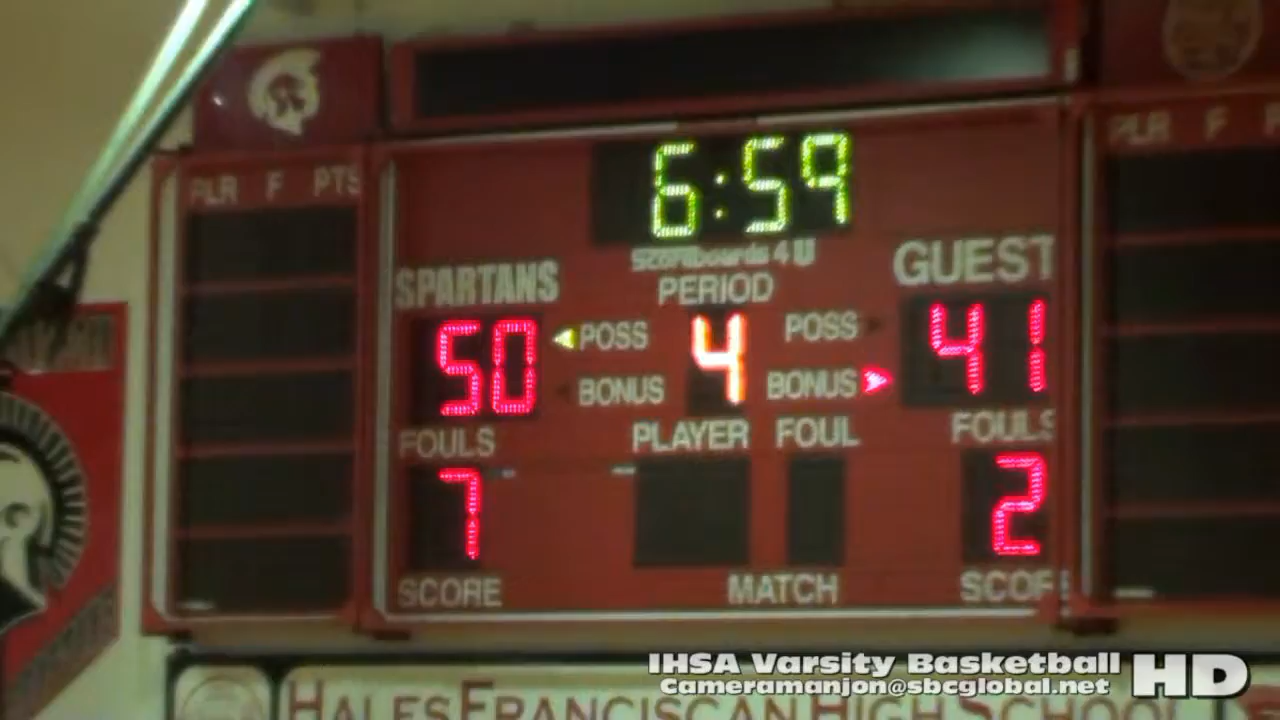 PLR F PTS
PLR F
6:59
Scoreboards 4 U
SPARTANS PERIOD GUEST
50 POSS 4 POSS 41
BONUS BONUS
FOULS PLAYER FOUL FOULS
7 2
SCORE MATCH SCOR
IHSA Varsity Basketball HD
Cameramanjon@sbcglobal.net
HALES FRANCISCAN HIGH SCHOOL